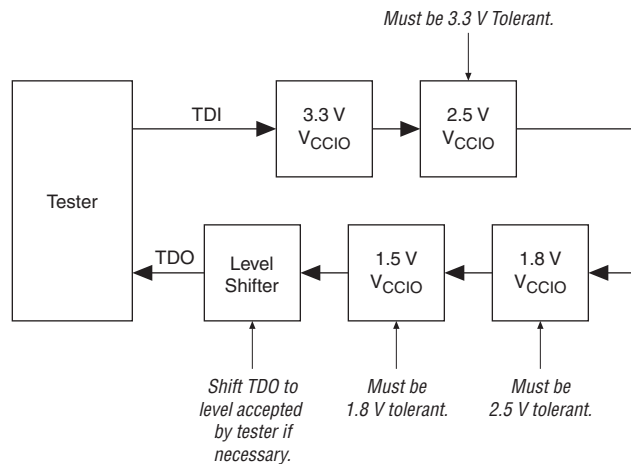 Must be 3.3 V Tolerant.
TDI
3.3 V
VCCIO
2.5 V
VCCIO
Tester
TDO
Level
Shifter
1.5 V
VCCIO
1.8 V
VCCIO
Shift TDO to
level accepted
by tester if
necessary.
Must be
1.8 V tolerant.
Must be
2.5 V tolerant.